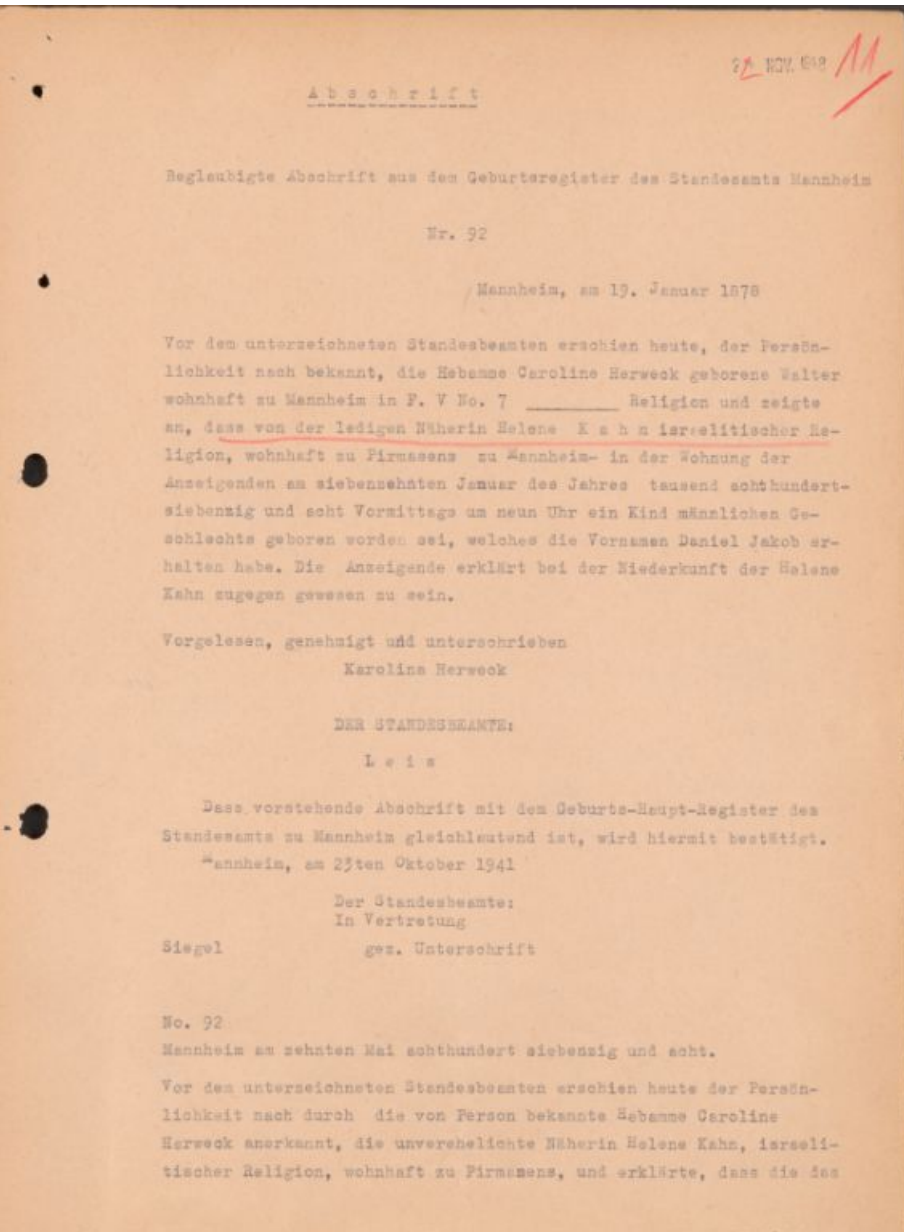 22. NOV. 1948 11
Abschrift
Beglaubigte Abschrift aus dem Geburtsregister des Standesamts Mannheim
Nr. 92
Mannheim, am 19. Januar 1878
Vor dem unterzeichneten Standesbeamten erschien heute, der Persön-
lichkeit nach bekannt, die Hebamme Caroline Herweck geborene Walter
wohnhaft zu Mannheim in F. V No. 7 ________ Religion und zeigte
an, dass von der ledigen Näherin Helene K a h n israelitischer Re-
ligion, wohnhaft zu Pirmasens zu Mannheim- in der Wohnung der
Anzeigenden am siebenzehnten Januar des Jahres tausend achthundert-
siebenzig und acht Vormittags um neun Uhr ein Kind männlichen Ge-
schlechts geboren worden sei, welches die Vornamen Daniel Jakob er-
halten habe. Die Anzeigende erklärt bei der Niederkunft der Helene
Kahn zugegen gewesen zu sein.
Vorgelesen, genehmigt und unterschrieben
Karolina Herweck
DER STANDESBEAMTE:
L e i s
Dass vorstehende Abschrift mit dem Geburts-Haupt-Register des
Standesamts zu Mannheim gleichlautend ist, wird hiermit bestätigt.
Mannheim, am 23ten Oktober 1941
Der Standesbeamte:
In Vertretung
Siegel gez. Unterschrift
No. 92
Mannheim am zehnten Mai achthundert siebenzig und acht.
Vor dem unterzeichneten Standesbeamten erschien heute der Persön-
lichkeit nach durch die von Person bekannte Hebamme Caroline
Herweck anerkannt, die unverehelichte Näherin Helene Kahn, israeli-
tischer Religion, wohnhaft zu Pirmasens, und erklärte, dass die das